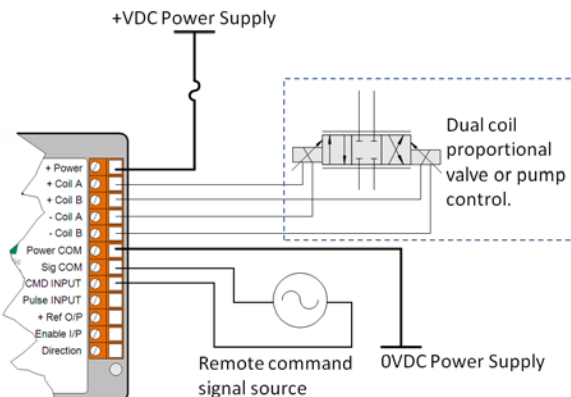 +VDC Power Supply
Dual coil
proportional
valve or pump
control.
+ Power
+ Coil A
+ Coil B
- Coil A
- Coil B
Power COM
Sig COM
CMD INPUT
Pulse INPUT
+ Ref O/P
Enable I/P
Direction
Remote command
signal source
0VDC Power Supply